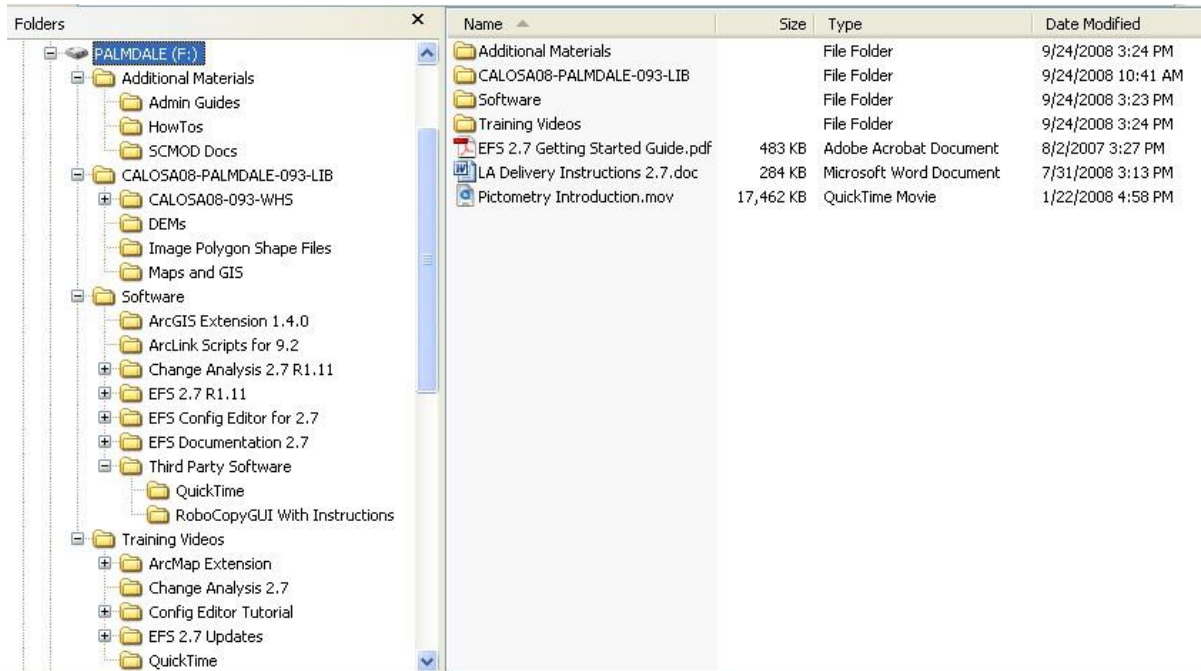 Folders
PALMDALE (F:)
Additional Materials
Admin Guides
HowTos
SCMOD Docs
CALOSA08-PALMDALE-093-LIB
CALOSA08-093-WHS
DEMs
Image Polygon Shape Files
Maps and GIS
Software
ArcGIS Extension 1.4.0
ArcLink Scripts for 9.2
Change Analysis 2.7 R1.11
EFS 2.7 R1.11
EFS Config Editor for 2.7
EFS Documentation 2.7
Third Party Software
QuickTime
RoboCopyGUI With Instructions
Training Videos
ArcMap Extension
Change Analysis 2.7
Config Editor Tutorial
EFS 2.7 Updates
QuickTime
Name Size Type Date Modified
Additional Materials File Folder 9/24/2008 3:24 PM
CALOSA08-PALMDALE-093-LIB File Folder 9/24/2008 10:41 AM
Software File Folder 9/24/2008 3:23 PM
Training Videos File Folder 9/24/2008 3:24 PM
EFS 2.7 Getting Started Guide.pdf 483 KB Adobe Acrobat Document 8/2/2007 3:27 PM
LA Delivery Instructions 2.7.doc 284 KB Microsoft Word Document 7/31/2008 3:13 PM
Pictometry Introduction.mov 17,462 KB QuickTime Movie 1/22/2008 4:58 PM